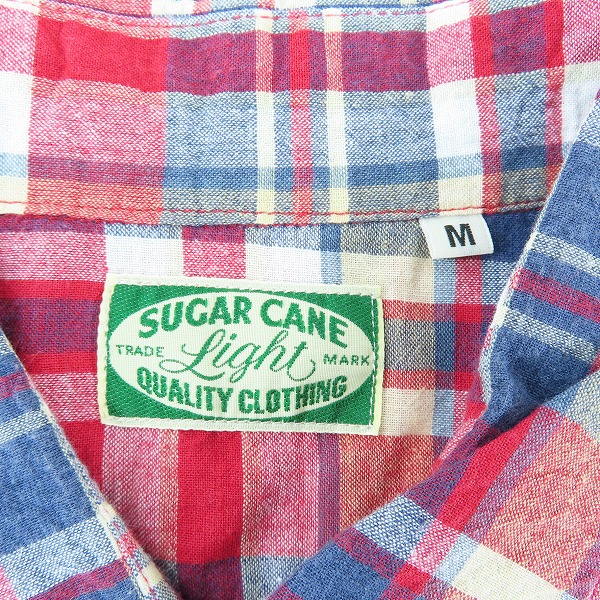 M
SUGAR CANE
TRADE Light MARK
QUALITY CLOTHING